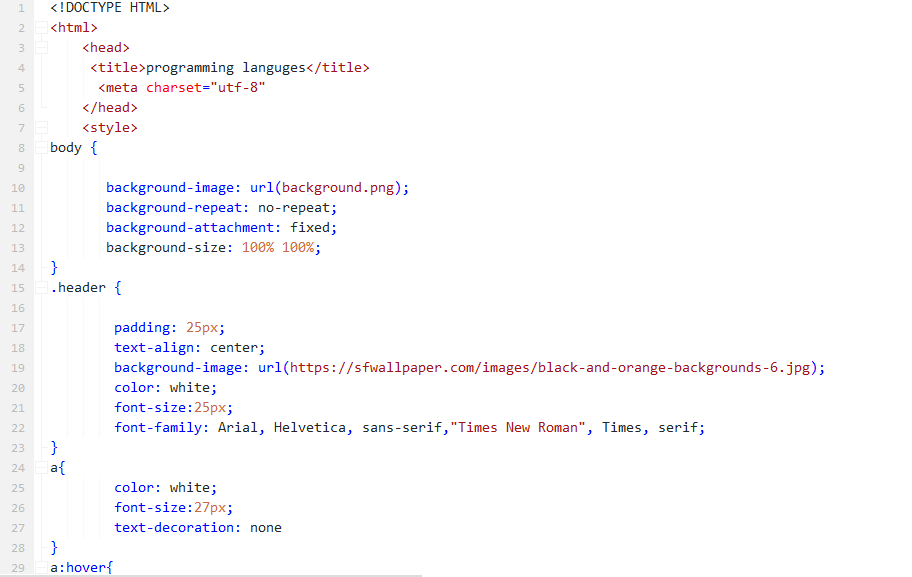 1 <!DOCTYPE HTML>
2 <html>
3 <head>
4 <title>programming languges</title>
5 <meta charset="utf-8"
6 </head>
7 <style>
8 body {
9
10 background-image: url(background.png);
11 background-repeat: no-repeat;
12 background-attachment: fixed;
13 background-size: 100% 100%;
14 }
15 .header {
16
17 padding: 25px;
18 text-align: center;
19 background-image: url(https://sfwallpaper.com/images/black-and-orange-backgrounds-6.jpg);
20 color: white;
21 font-size:25px;
22 font-family: Arial, Helvetica, sans-serif,"Times New Roman", Times, serif;
23 }
24 a{
25 color: white;
26 font-size:27px;
27 text-decoration: none
28 }
29 a:hover{